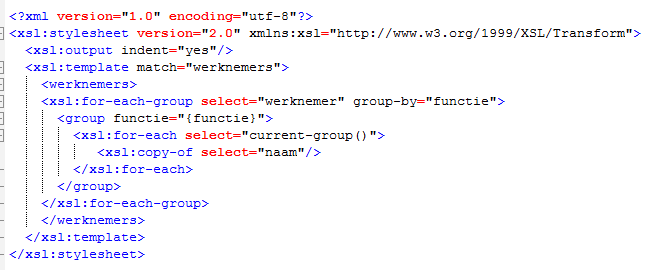 <?xml version="1.0" encoding="utf-8"?>
<xsl:stylesheet version="2.0" xmlns:xsl="http://www.w3.org/1999/XSL/Transform">
<xsl:output indent="yes"/>
<xsl:template match="werknemers">
<werknemers>
<xsl:for-each-group select="werknemer" group-by="functie">
<group functie="{functie}">
<xsl:for-each select="current-group()">
<xsl:copy-of select="naam"/>
</xsl:for-each>
</group>
</xsl:for-each-group>
</werknemers>
</xsl:template>
</xsl:stylesheet>